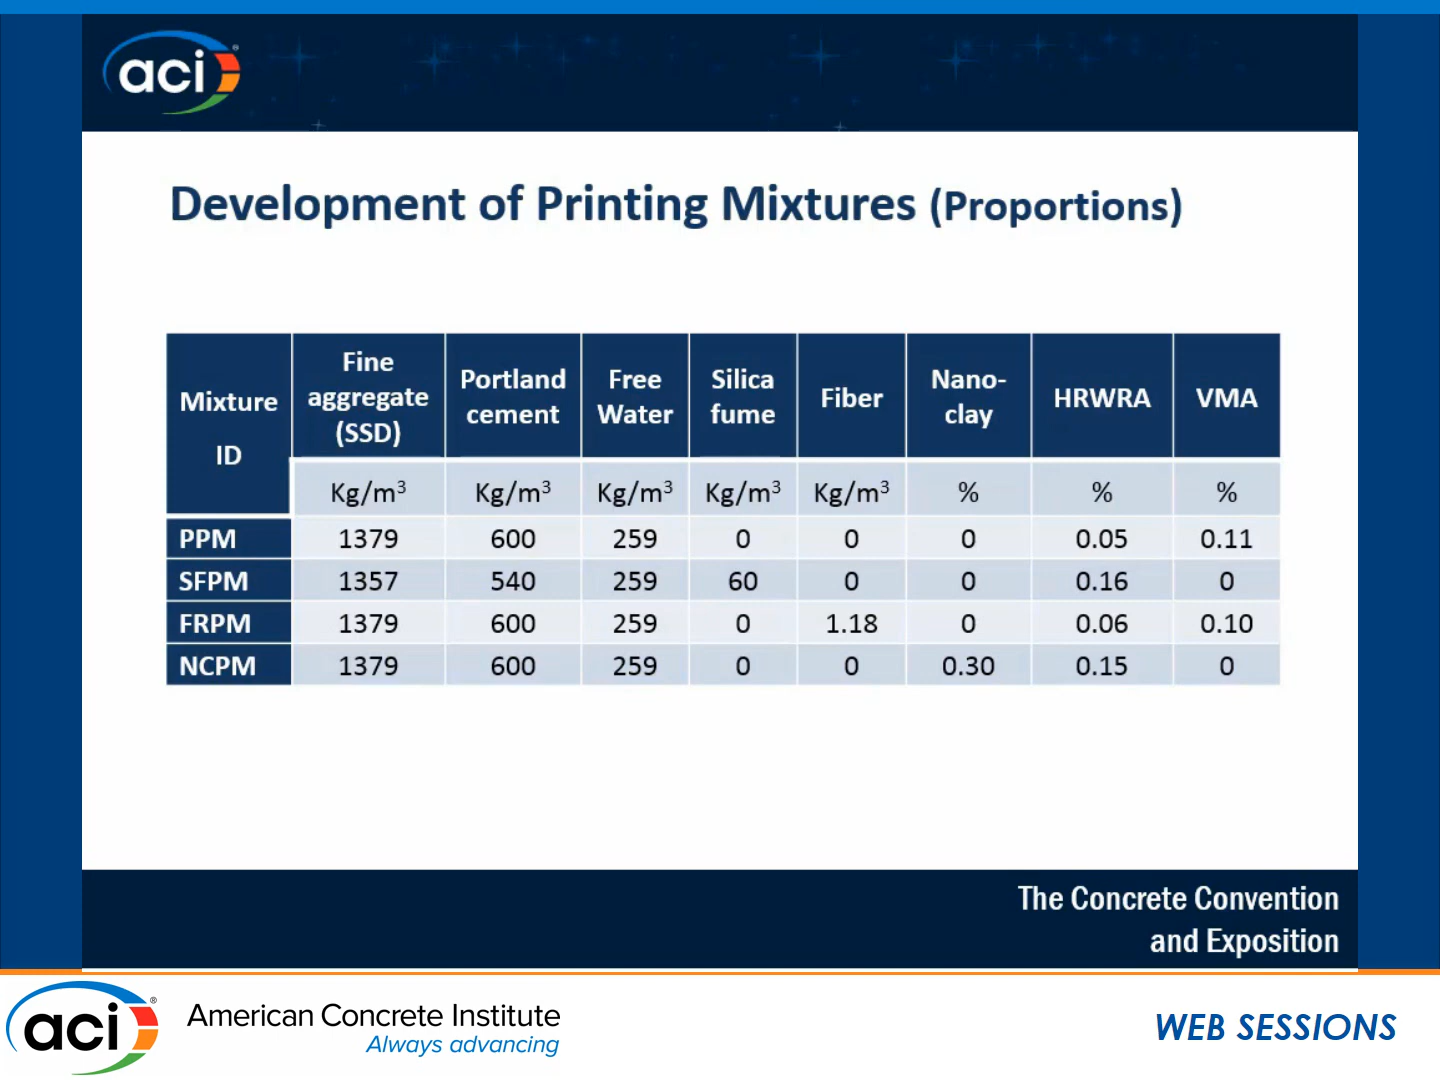 aci®
Development of Printing Mixtures (Proportions)
Mixture ID | Fine aggregate (SSD) | Portland cement | Free Water | Silica fume | Fiber | Nano-clay | HRWRA | VMA
Kg/m³ | Kg/m³ | Kg/m³ | Kg/m³ | Kg/m³ | % | % | %
PPM | 1379 | 600 | 259 | 0 | 0 | 0 | 0.05 | 0.11
SFPM | 1357 | 540 | 259 | 60 | 0 | 0 | 0.16 | 0
FRPM | 1379 | 600 | 259 | 0 | 1.18 | 0 | 0.06 | 0.10
NCPM | 1379 | 600 | 259 | 0 | 0 | 0.30 | 0.15 | 0
The Concrete Convention
and Exposition
aci®
American Concrete Institute
Always advancing
WEB SESSIONS